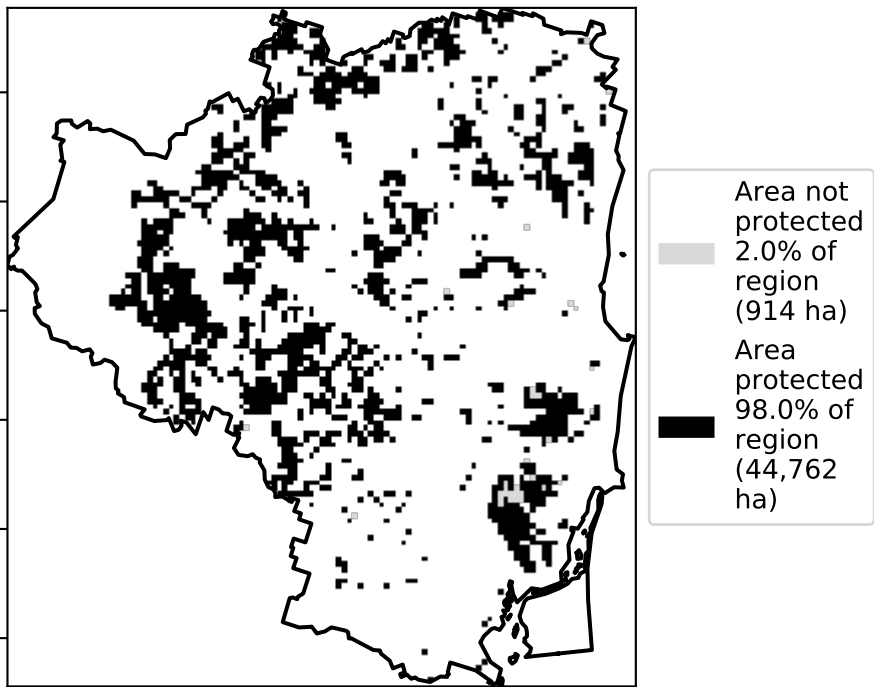 Area not
protected
2.0% of
region
(914 ha)
Area
protected
98.0% of
region
(44,762
ha)